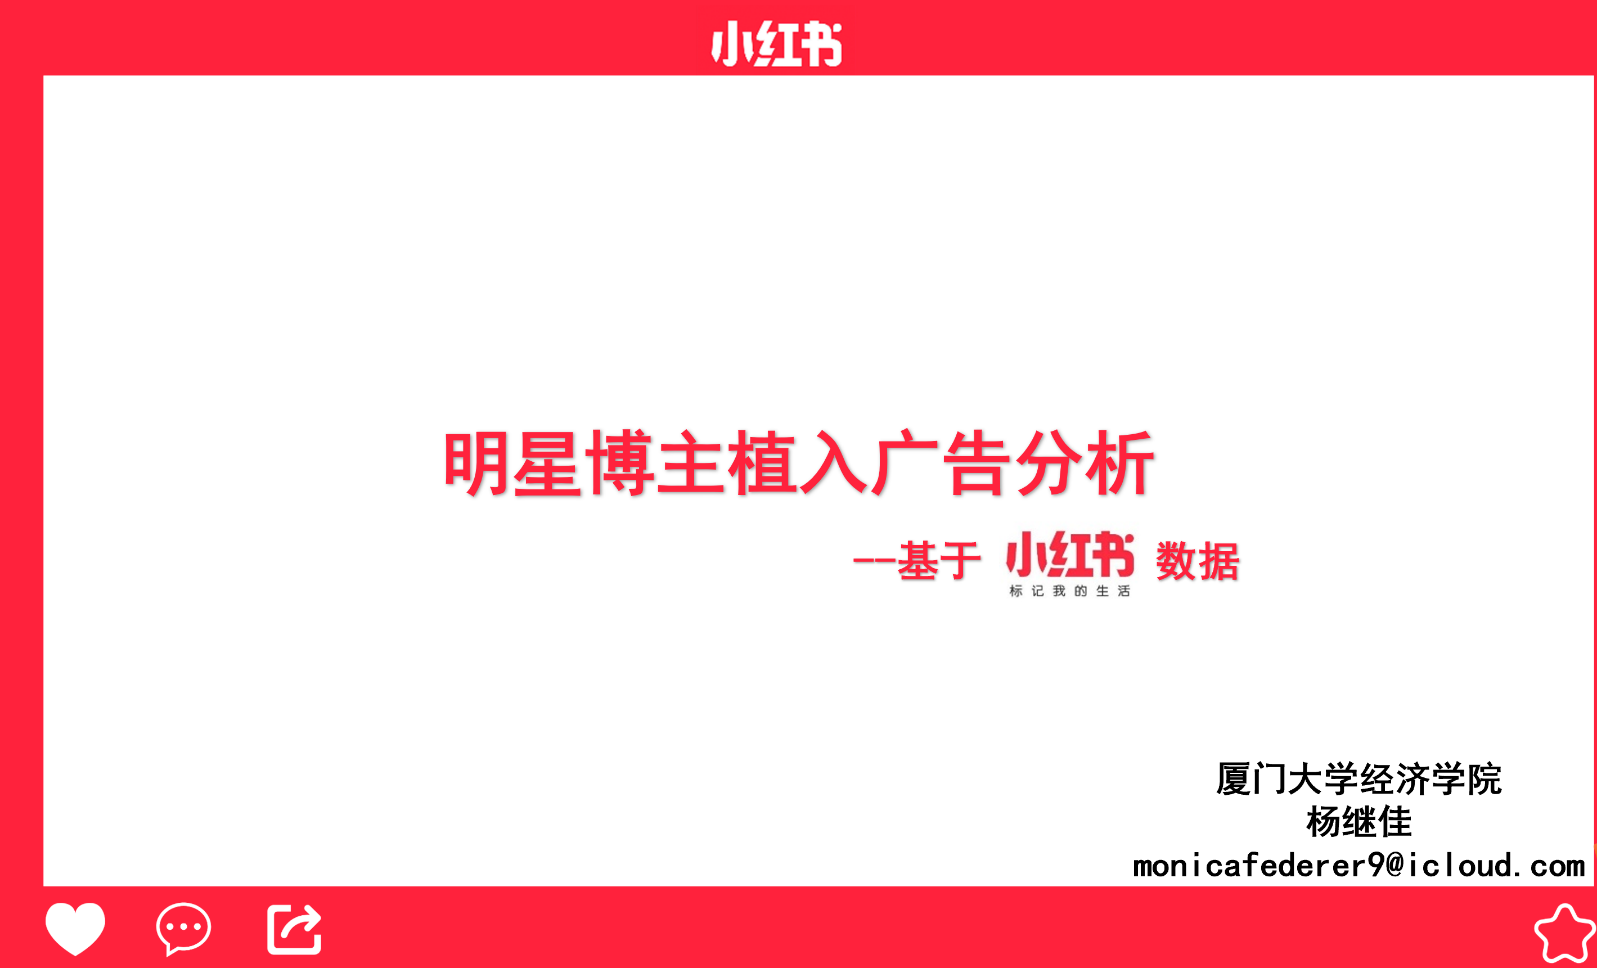 小红书
明星博主植入广告分析
--基于 小红书 数据
标记我的生活
厦门大学经济学院
杨继佳
monicafederer9@icloud.com